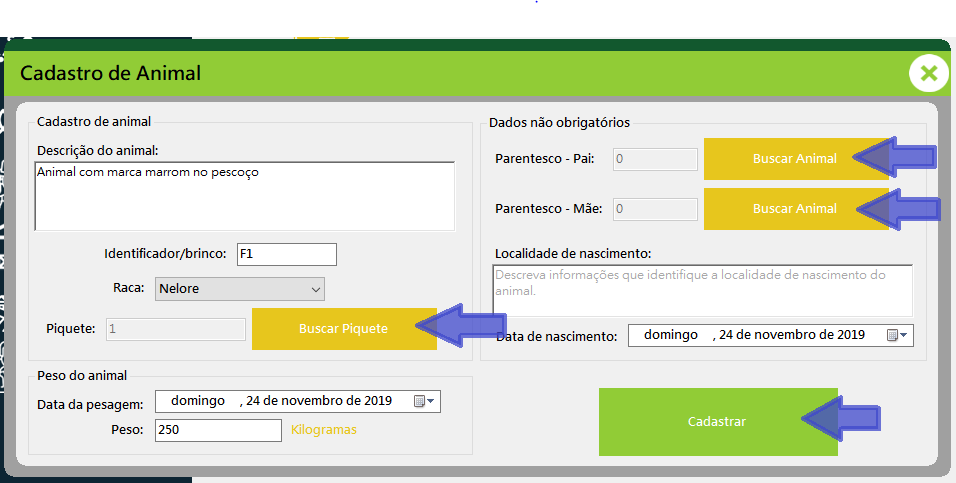 Cadastro de Animal
Cadastro de animal
Descrição do animal:
Animal com marca marrom no pescoço
Identificador/brinco: F1
Raca: Nelore
Piquete: 1 Buscar Piquete
Peso do animal
Data da pesagem: domingo , 24 de novembro de 2019
Peso: 250 Kilogramas
Dados não obrigatórios
Parentesco - Pai: 0 Buscar Animal
Parentesco - Mãe: 0 Buscar Animal
Localidade de nascimento:
Descreva informações que identifique a localidade de nascimento do
animal.
Data de nascimento: domingo , 24 de novembro de 2019
Cadastrar